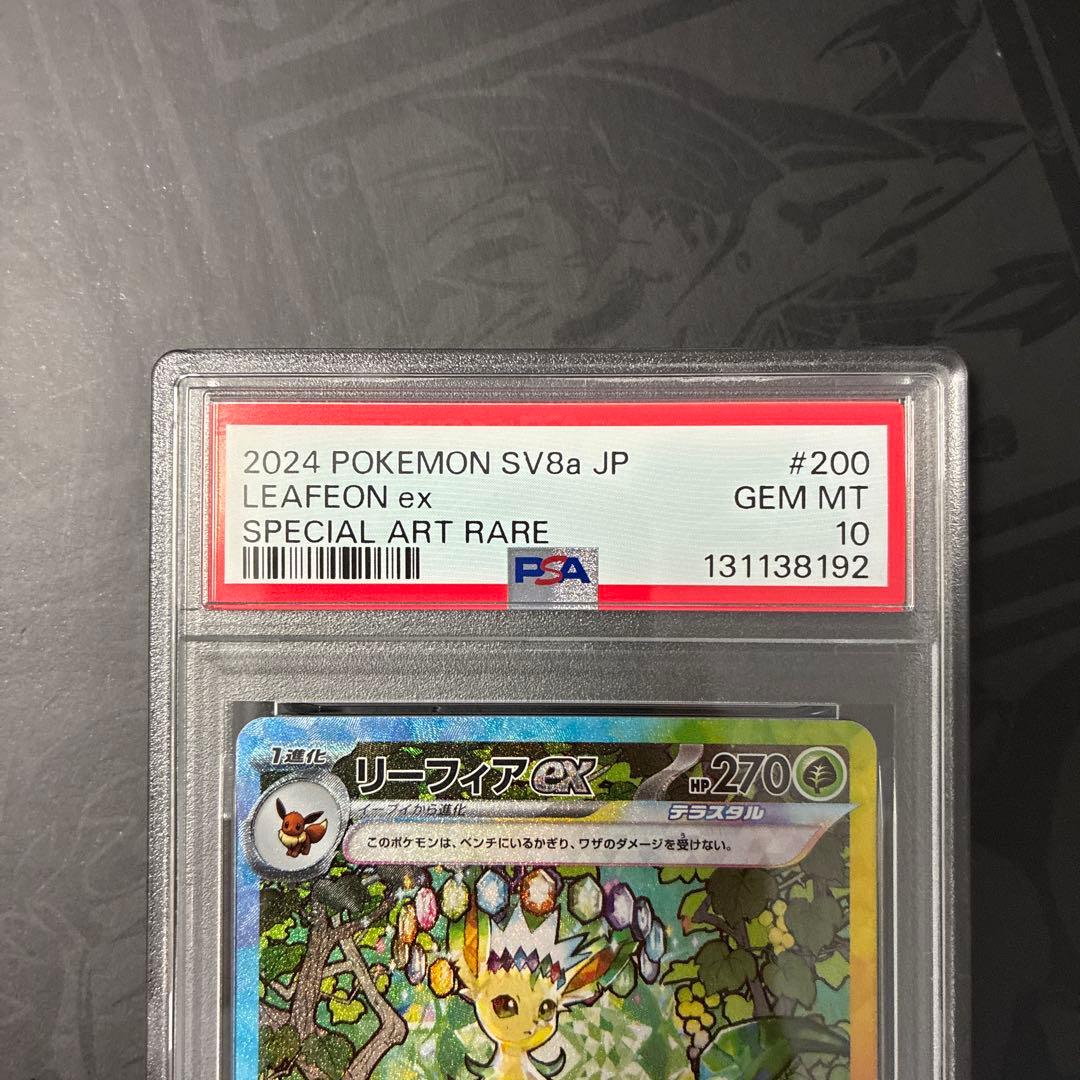 2024 POKEMON SV8a JP #200
LEAFEON ex GEM MT
SPECIAL ART RARE 10
PSA 131138192
1進化 リーフィアex HP270
イーブイから進化 テラスタル
このポケモンは、ベンチにいるかぎり、ワザのダメージを受けない。